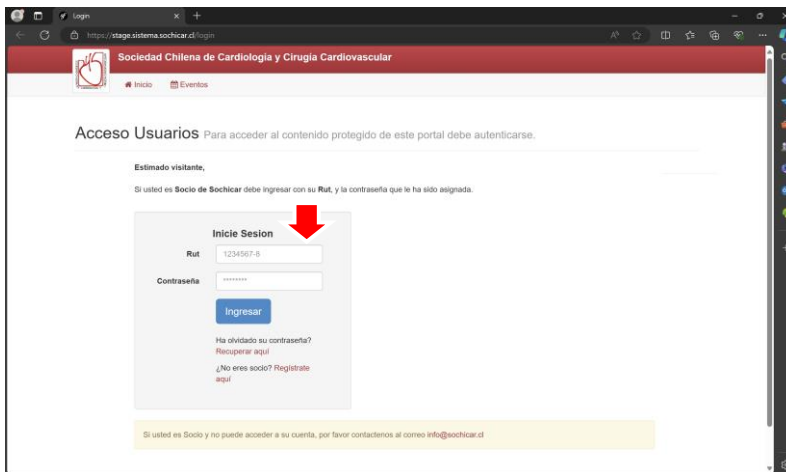 Login
https://stage.sistema.sochicar.cl/login
Sociedad Chilena de Cardiología y Cirugía Cardiovascular
Inicio Eventos
Acceso Usuarios Para acceder al contenido protegido de este portal debe autenticarse.
Estimado visitante,
Si usted es Socio de Sochicar debe ingresar con su Rut, y la contraseña que le ha sido asignada.
Inicie Sesion
Rut 1234567-8
Contraseña ********
Ingresar
Ha olvidado su contraseña?
Recuperar aquí
¿No eres socio? Regístrate
aquí
Si usted es Socio y no puede acceder a su cuenta, por favor contactenos al correo info@sochicar.cl